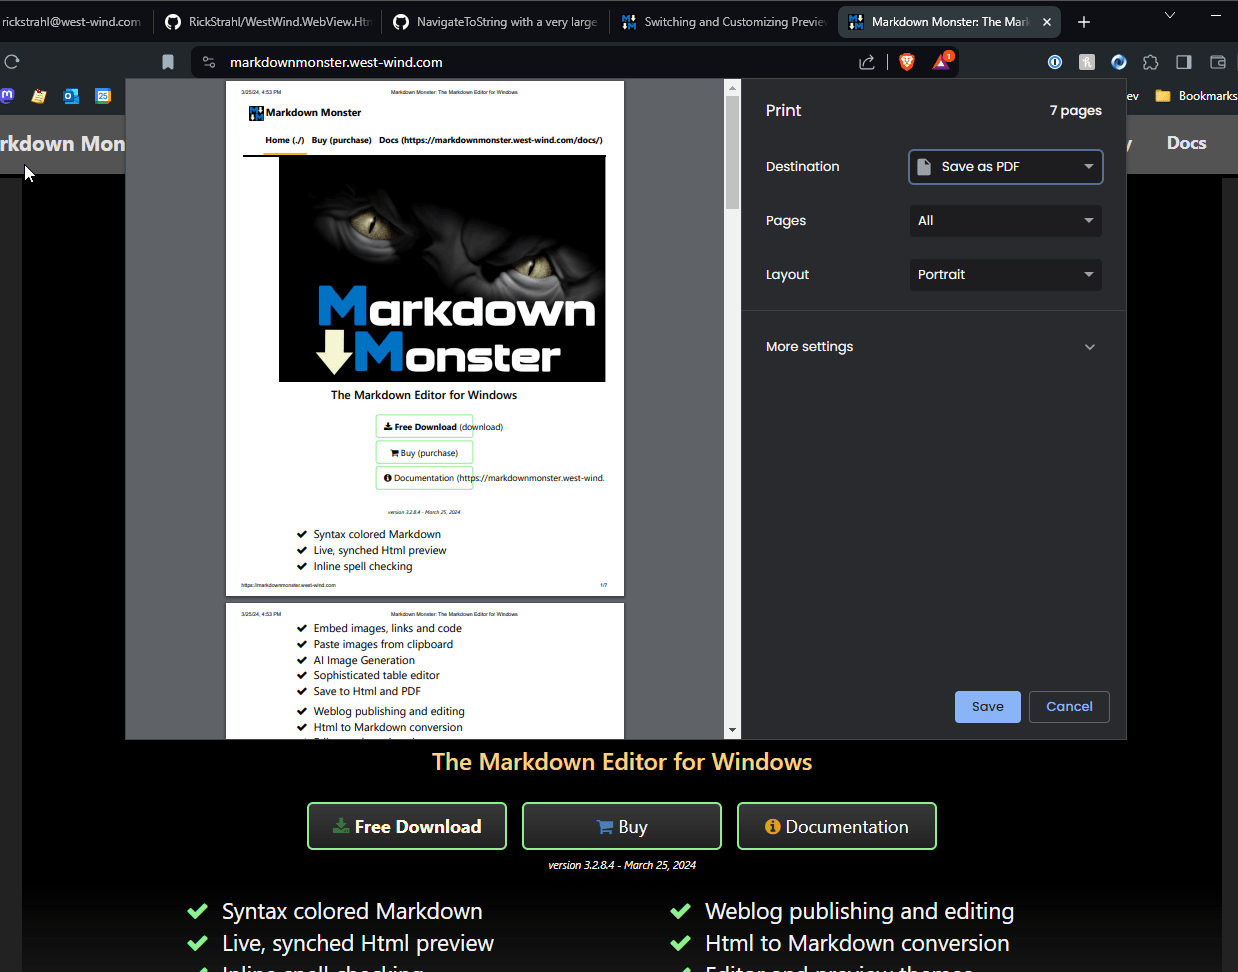 rickstrahl@west-wind.com
RickStrahl/WestWind.WebView.Htm
NavigateToString with a very large
Switching and Customizing Previe
Markdown Monster: The Mark
markdownmonster.west-wind.com
1
25
ev
Bookmarks
rkdown Mon
y
Docs
3/25/24, 4:53 PM
Markdown Monster: The Markdown Editor for Windows
Markdown Monster
Home (./) Buy (purchase) Docs (https://markdownmonster.west-wind.com/docs/)
Markdown
Monster
The Markdown Editor for Windows
Free Download (download)
Buy (purchase)
Documentation (https://markdownmonster.west-wind.
version 3.2.8.4 - March 25, 2024
Syntax colored Markdown
Live, synched Html preview
Inline spell checking
https://markdownmonster.west-wind.com
1/7
3/25/24, 4:53 PM
Markdown Monster: The Markdown Editor for Windows
Embed images, links and code
Paste images from clipboard
AI Image Generation
Sophisticated table editor
Save to Html and PDF
Weblog publishing and editing
Html to Markdown conversion
Print
7 pages
Destination
Save as PDF
Pages
All
Layout
Portrait
More settings
Save
Cancel
The Markdown Editor for Windows
Free Download
Buy
Documentation
version 3.2.8.4 - March 25, 2024
Syntax colored Markdown
Weblog publishing and editing
Live, synched Html preview
Html to Markdown conversion
Inline spell checking
Editor and preview themes